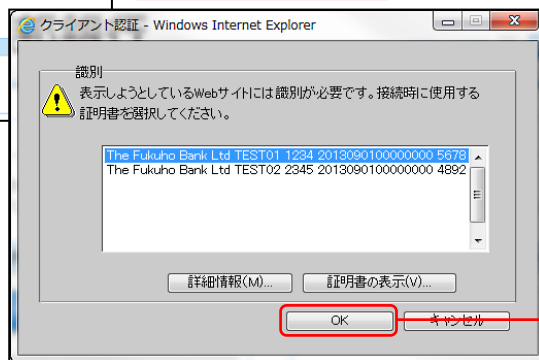 クライアント認証 - Windows Internet Explorer
識別
表示しようとしているWebサイトには識別が必要です。接続時に使用する
証明書を選択してください。
The Fukuho Bank Ltd TEST01 1234 2013090100000000 5678
The Fukuho Bank Ltd TEST02 2345 2013090100000000 4892
詳細情報(M)...
証明書の表示(V)...
OK
キャンセル